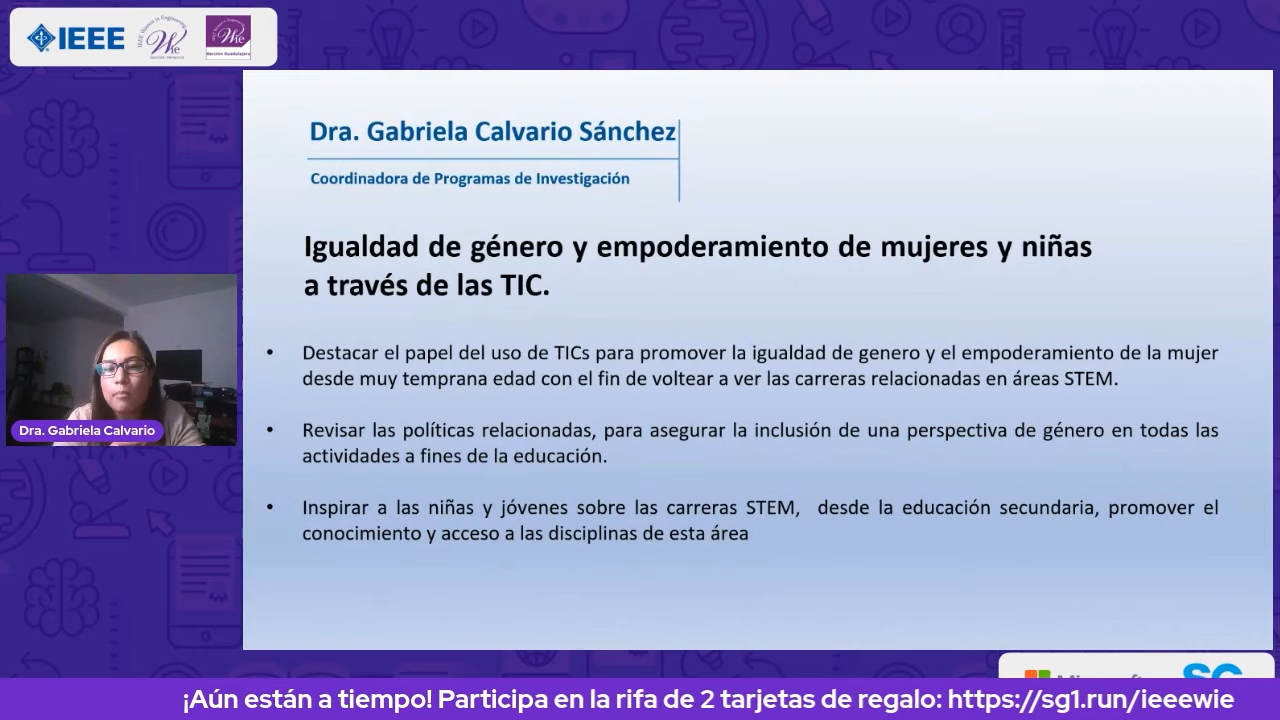 IEEE
Dra. Gabriela Calvario Sánchez
Coordinadora de Programas de Investigación
Igualdad de género y empoderamiento de mujeres y niñas
a través de las TIC.
• Destacar el papel del uso de TICs para promover la igualdad de genero y el empoderamiento de la mujer
desde muy temprana edad con el fin de voltear a ver las carreras relacionadas en áreas STEM.
• Revisar las políticas relacionadas, para asegurar la inclusión de una perspectiva de género en todas las
actividades a fines de la educación.
• Inspirar a las niñas y jóvenes sobre las carreras STEM, desde la educación secundaria, promover el
conocimiento y acceso a las disciplinas de esta área
Dra. Gabriela Calvario
¡Aún están a tiempo! Participa en la rifa de 2 tarjetas de regalo: https://sg1.run/ieeewie